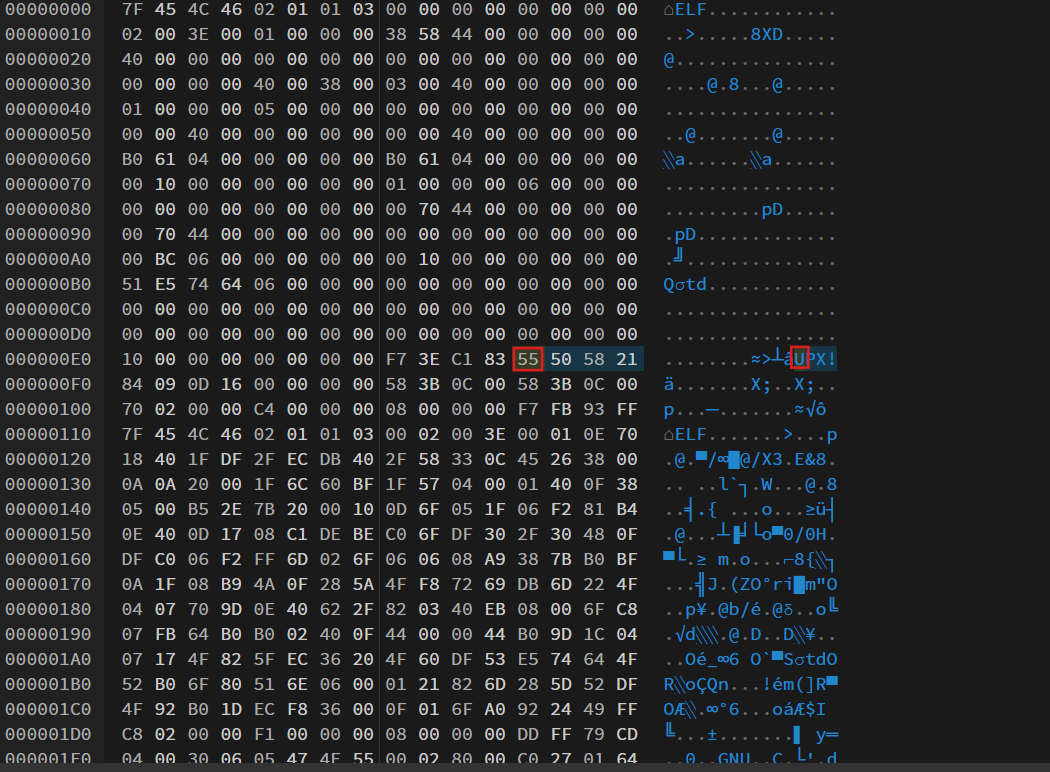 00000000 7F 45 4C 46 02 01 01 03 00 00 00 00 00 00 00 00 ⌂ELF............
00000010 02 00 3E 00 01 00 00 00 38 58 44 00 00 00 00 00 ..>.....8XD.....
00000020 40 00 00 00 00 00 00 00 00 00 00 00 00 00 00 00 @...............
00000030 00 00 00 00 40 00 38 00 03 00 40 00 00 00 00 00 ....@.8...@.....
00000040 01 00 00 00 05 00 00 00 00 00 00 00 00 00 00 00 ................
00000050 00 00 40 00 00 00 00 00 00 00 40 00 00 00 00 00 ..@.......@.....
00000060 B0 61 04 00 00 00 00 00 B0 61 04 00 00 00 00 00 ░a......░a......
00000070 00 10 00 00 00 00 00 00 01 00 00 00 06 00 00 00 ................
00000080 00 00 00 00 00 00 00 00 00 70 44 00 00 00 00 00 .........pD.....
00000090 00 70 44 00 00 00 00 00 00 00 00 00 00 00 00 00 .pD.............
000000A0 00 BC 06 00 00 00 00 00 00 10 00 00 00 00 00 00 .╝..............
000000B0 51 E5 74 64 06 00 00 00 00 00 00 00 00 00 00 00 Qσtd............
000000C0 00 00 00 00 00 00 00 00 00 00 00 00 00 00 00 00 ................
000000D0 00 00 00 00 00 00 00 00 00 00 00 00 00 00 00 00 ................
000000E0 10 00 00 00 00 00 00 00 F7 3E C1 83 55 50 58 21 ........≈>┴âUPX!
000000F0 84 09 0D 16 00 00 00 00 58 3B 0C 00 58 3B 0C 00 ä.......X;..X;..
00000100 70 02 00 00 C4 00 00 00 08 00 00 00 F7 FB 93 FF p...─.......≈√ô
00000110 7F 45 4C 46 02 01 01 03 00 02 00 3E 00 01 0E 70 ⌂ELF.......>...p
00000120 18 40 1F DF 2F EC DB 40 2F 58 33 0C 45 26 38 00 .@.▀/∞█@/X3.E&8.
00000130 0A 0A 20 00 1F 6C 60 BF 1F 57 04 00 01 40 0F 38 .. ..l`┐.W...@.8
00000140 05 00 B5 2E 7B 20 00 10 0D 6F 05 1F 06 F2 81 B4 ..╡.{ ...o...≥ü┤
00000150 0E 40 0D 17 08 C1 DE BE C0 6F DF 30 2F 30 48 0F .@...┴▐╛└o▀0/0H.
00000160 DF C0 06 F2 FF 6D 02 6F 06 06 08 A9 38 7B B0 BF ▀└.≥ m.o...⌐8{░┐
00000170 0A 1F 08 B9 4A 0F 28 5A 4F F8 72 69 DB 6D 22 4F ...╣J.(ZO°ri█m"O
00000180 04 07 70 9D 0E 40 62 2F 82 03 40 EB 08 00 6F C8 ..p¥.@b/é.@δ..o╚
00000190 07 FB 64 B0 B0 02 40 0F 44 00 00 44 B0 9D 1C 04 .√d░░.@.D..D░¥..
000001A0 07 17 4F 82 5F EC 36 20 4F 60 DF 53 E5 74 64 4F ..Oé_∞6 O`▀SσtdO
000001B0 52 B0 6F 80 51 6E 06 00 01 21 82 6D 28 5D 52 DF R░oÇQn...!ém(]R▀
000001C0 4F 92 B0 1D EC F8 36 00 0F 01 6F A0 92 24 49 FF OÆ░.∞°6...oáÆ$I
000001D0 C8 02 00 00 F1 00 00 00 08 00 00 00 DD FF 79 CD ╚...±.......▌ y═
000001E0 04 00 30 06 05 47 4E 55 00 02 80 00 C0 27 01 64 ..0..GNU..Ç.└'.d